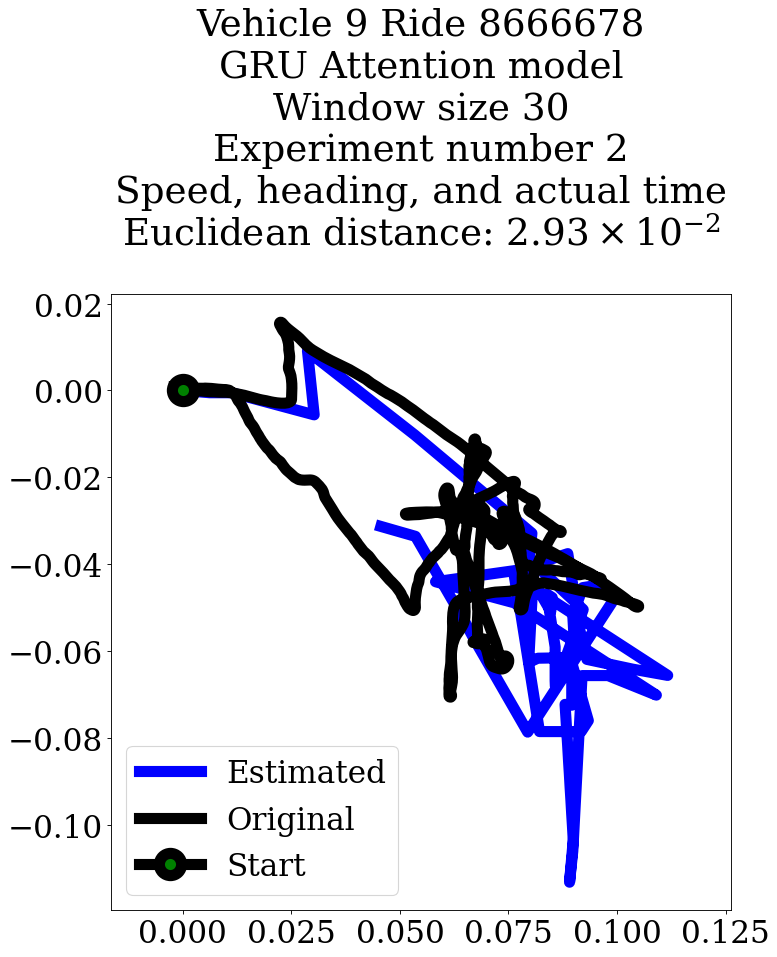 Vehicle 9 Ride 8666678
GRU Attention model
Window size 30
Experiment number 2
Speed, heading, and actual time
Euclidean distance: 2.93 × 10⁻²
0.02
0.00
−0.02
−0.04
−0.06
−0.08
−0.10
Estimated
Original
Start
0.000 0.025 0.050 0.075 0.100 0.125